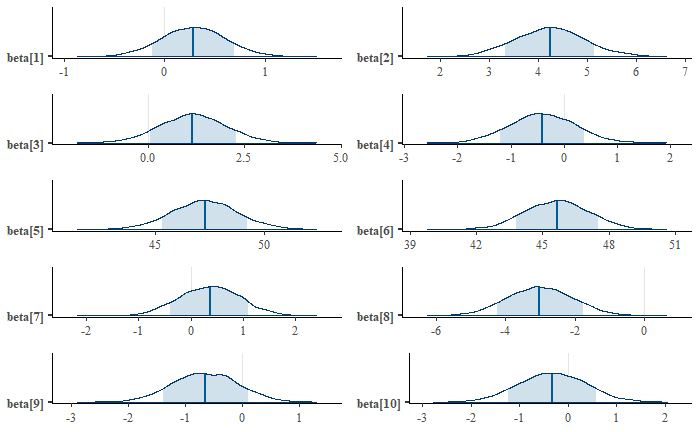 beta[1]
-1 0 1
beta[2]
2 3 4 5 6 7
beta[3]
0.0 2.5 5.0
beta[4]
-3 -2 -1 0 1 2
beta[5]
45 50
beta[6]
39 42 45 48 51
beta[7]
-2 -1 0 1 2
beta[8]
-6 -4 -2 0
beta[9]
-3 -2 -1 0 1
beta[10]
-3 -2 -1 0 1 2